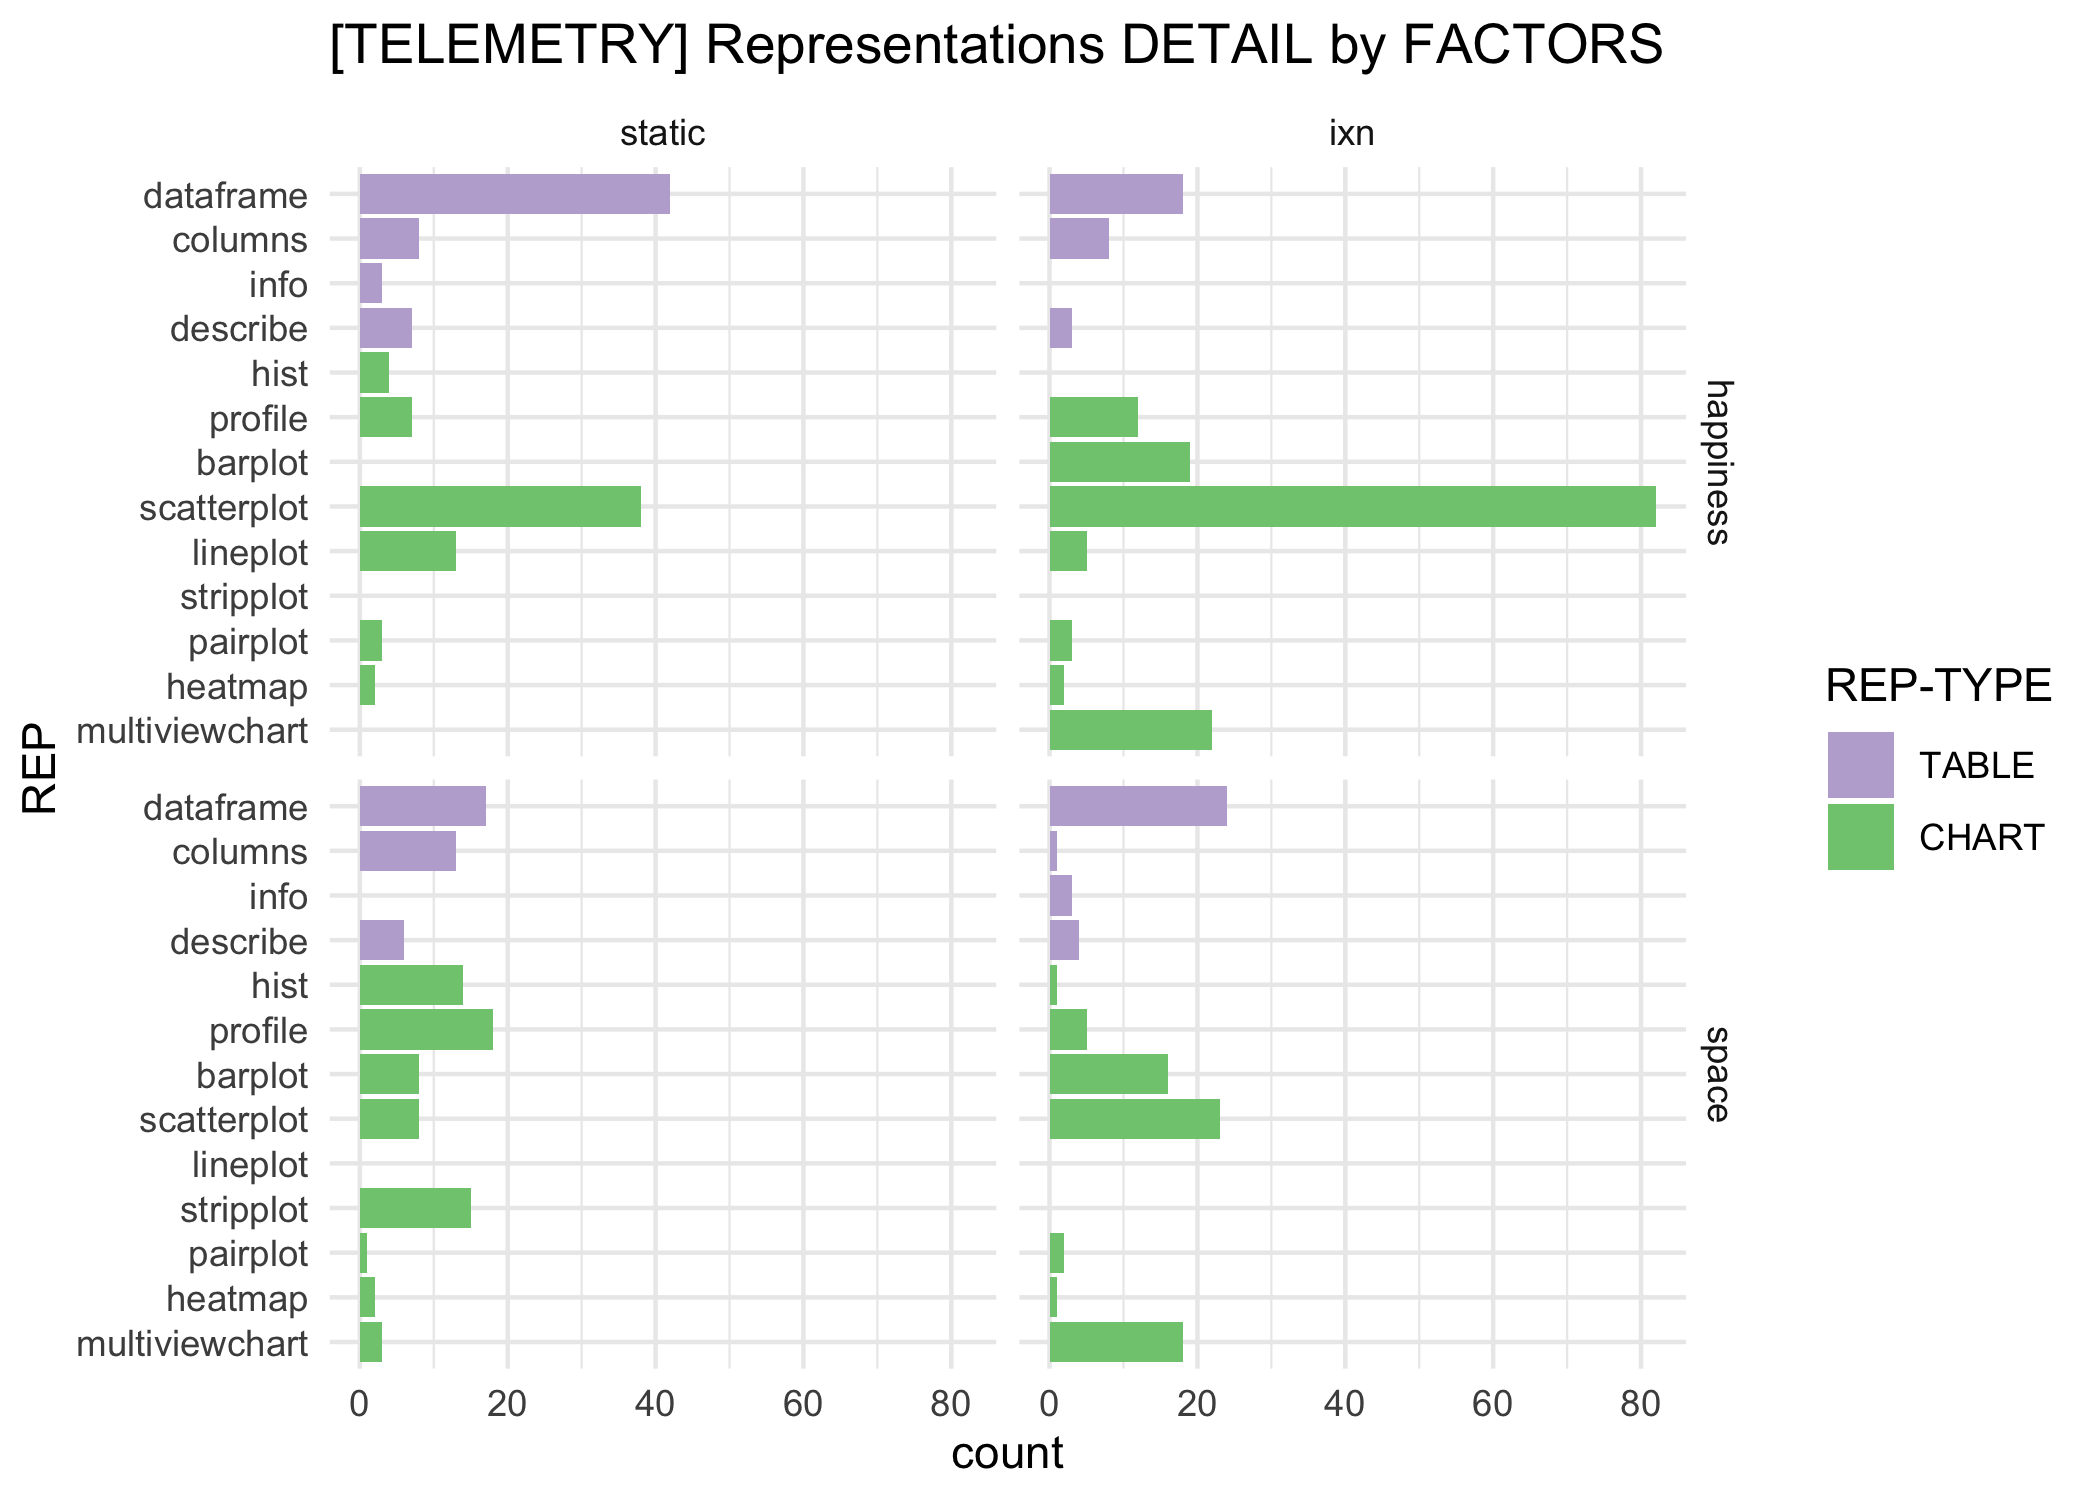 [TELEMETRY] Representations DETAIL by FACTORS
static
ixn
dataframe
columns
info
describe
hist
profile
barplot
scatterplot
lineplot
stripplot
pairplot
heatmap
multiviewchart
happiness
dataframe
columns
info
describe
hist
profile
barplot
scatterplot
lineplot
stripplot
pairplot
heatmap
multiviewchart
space
REP
0 20 40 60 80
0 20 40 60 80
count
REP-TYPE
TABLE
CHART